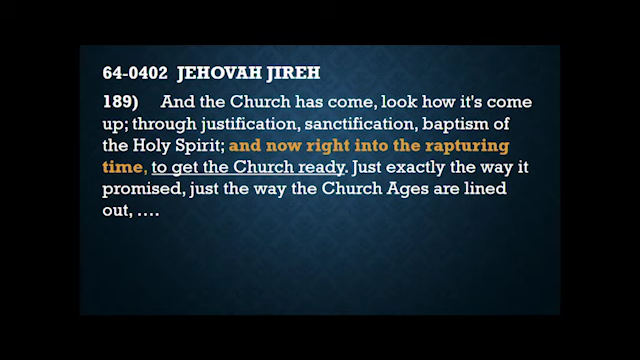 64-0402 JEHOVAH JIREH
189) And the Church has come, look how it's come
up; through justification, sanctification, baptism of
the Holy Spirit; and now right into the rapturing
time, to get the Church ready. Just exactly the way it
promised, just the way the Church Ages are lined
out, ....